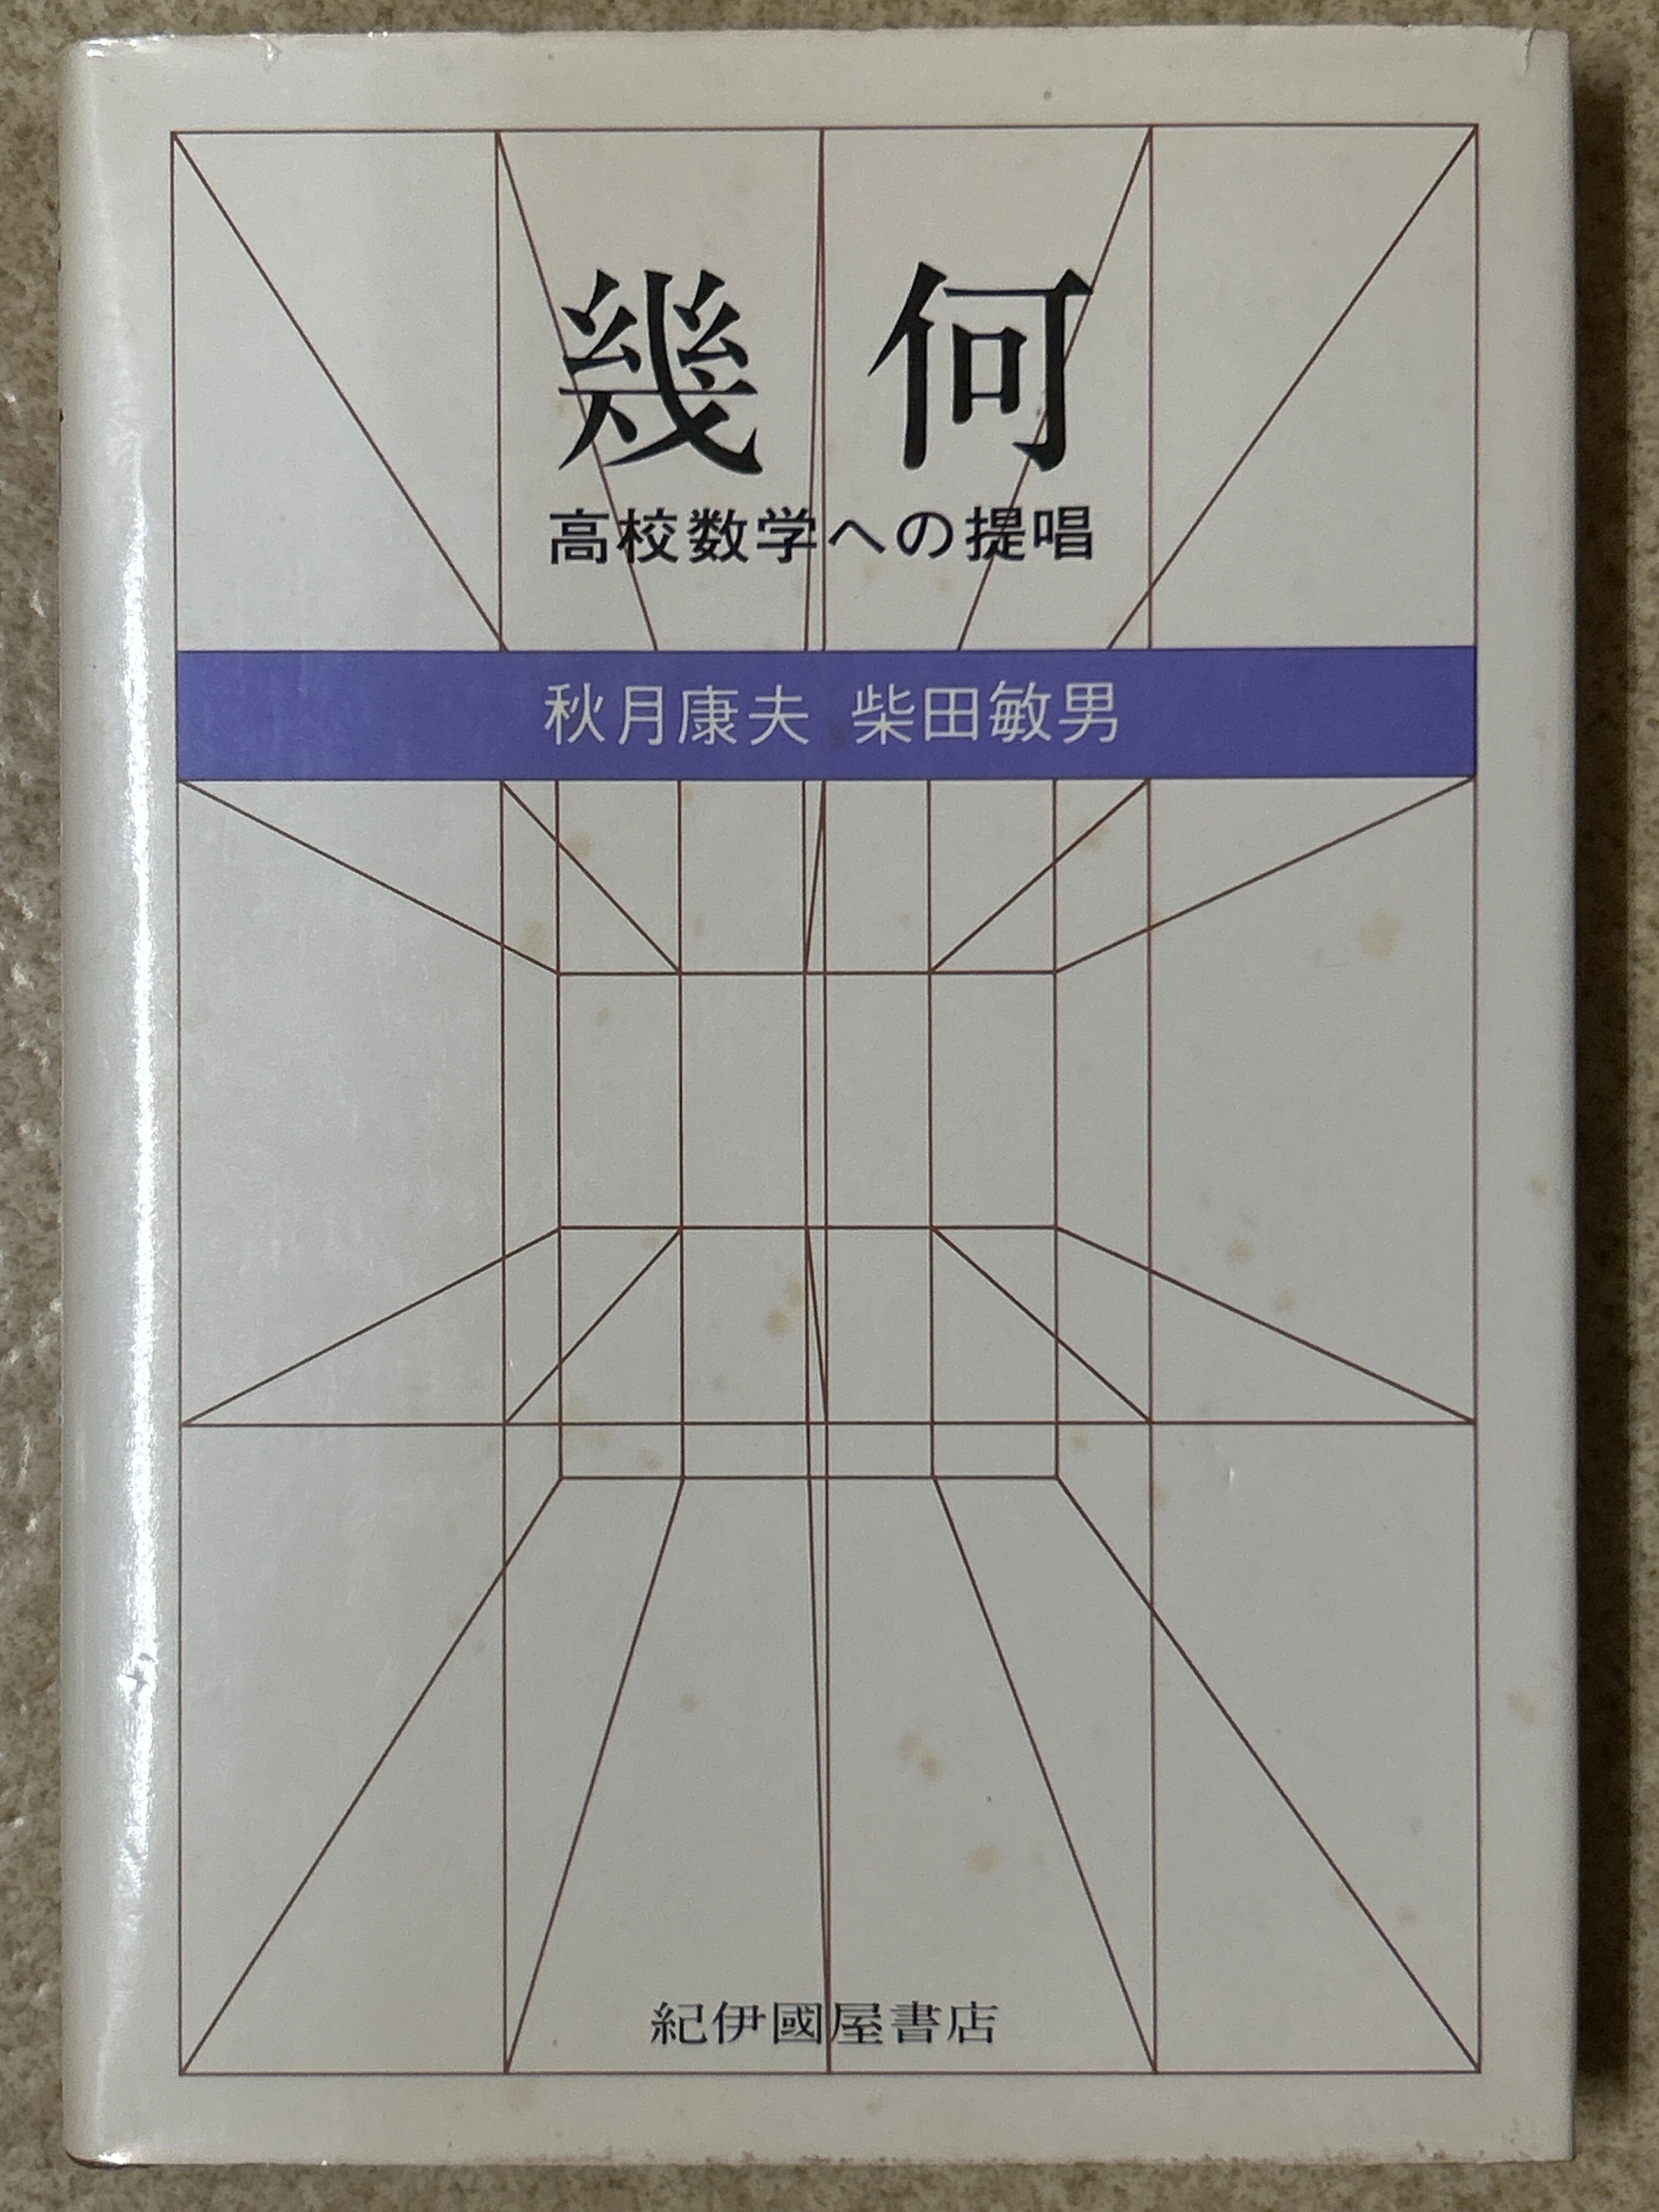 幾何
高校数学への提唱
秋月康夫 柴田敏男
紀伊國屋書店